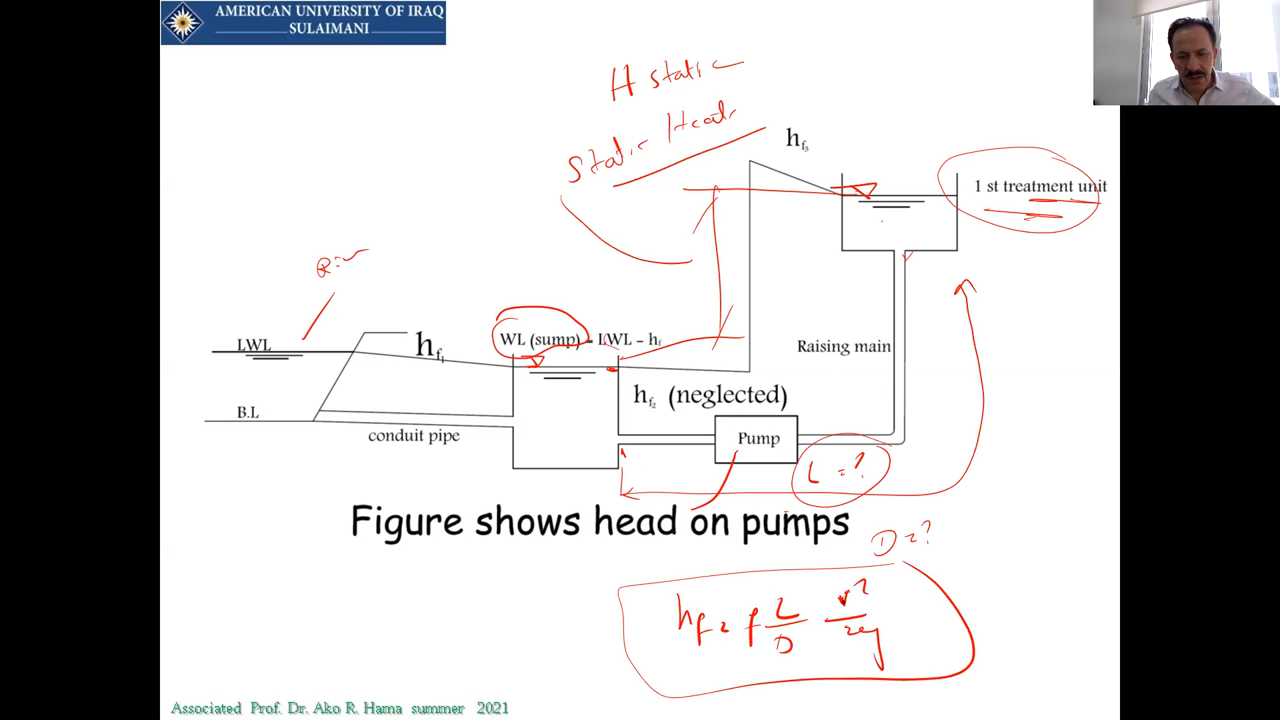 AMERICAN UNIVERSITY OF IRAQ
SULAIMANI
H static
Static Head
hf3
1 st treatment unit
LWL
hf1
WL (sump) = LWL - hf
Raising main
hf2 (neglected)
B.L
conduit pipe
Pump
L = ?
Figure shows head on pumps
D = ?
hf = f L/D v²/2g
Associated Prof. Dr. Ako R. Hama summer 2021